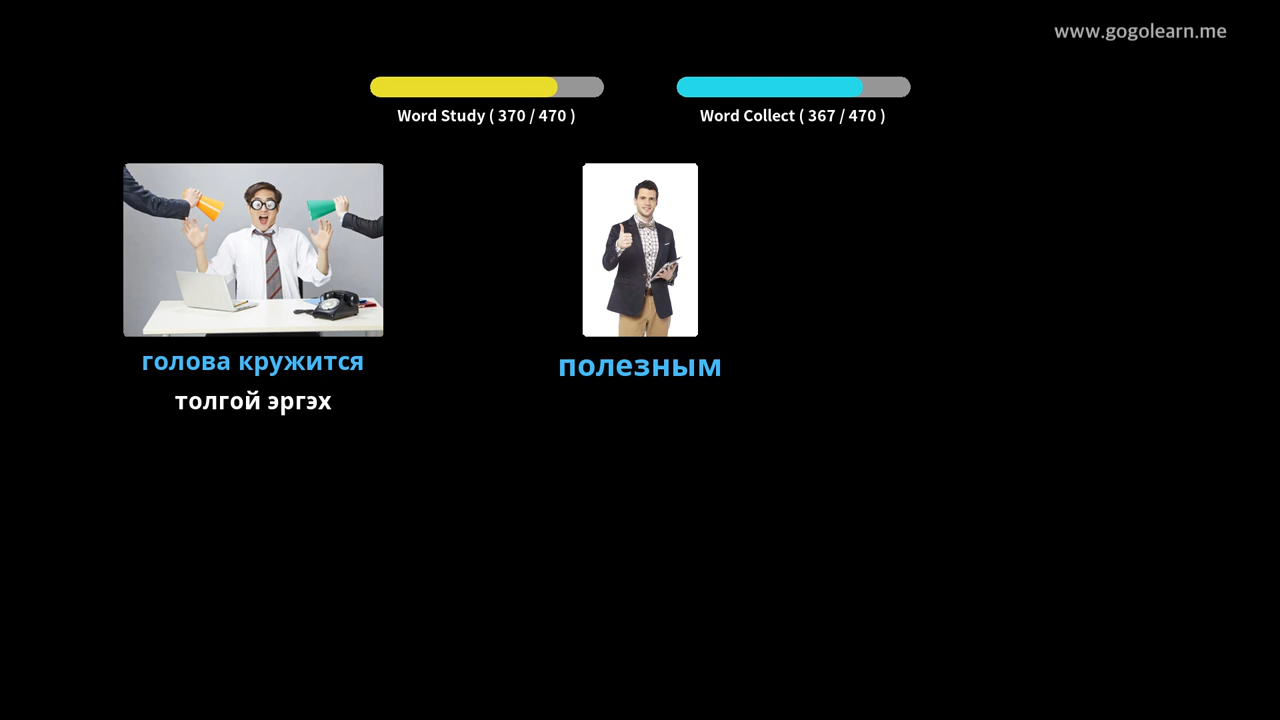 www.gogolearn.me
Word Study ( 370 / 470 )
Word Collect ( 367 / 470 )
голова кружится
толгой эргэх
полезным